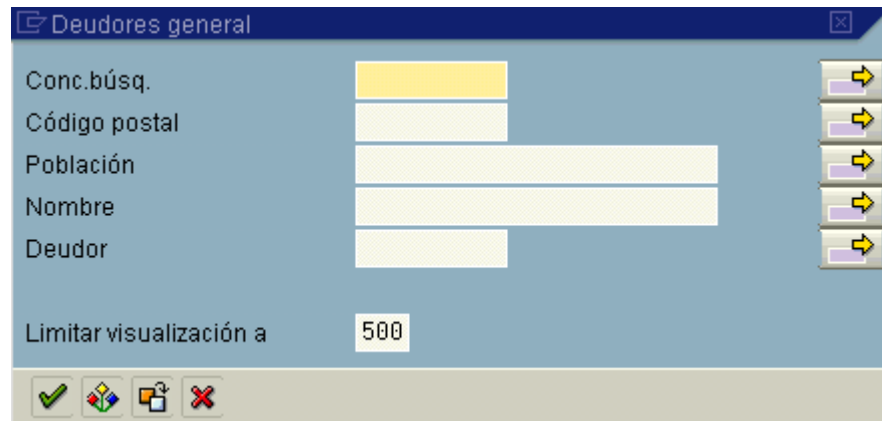 Deudores general
Conc.búsq.
Código postal
Población
Nombre
Deudor
Limitar visualización a 500